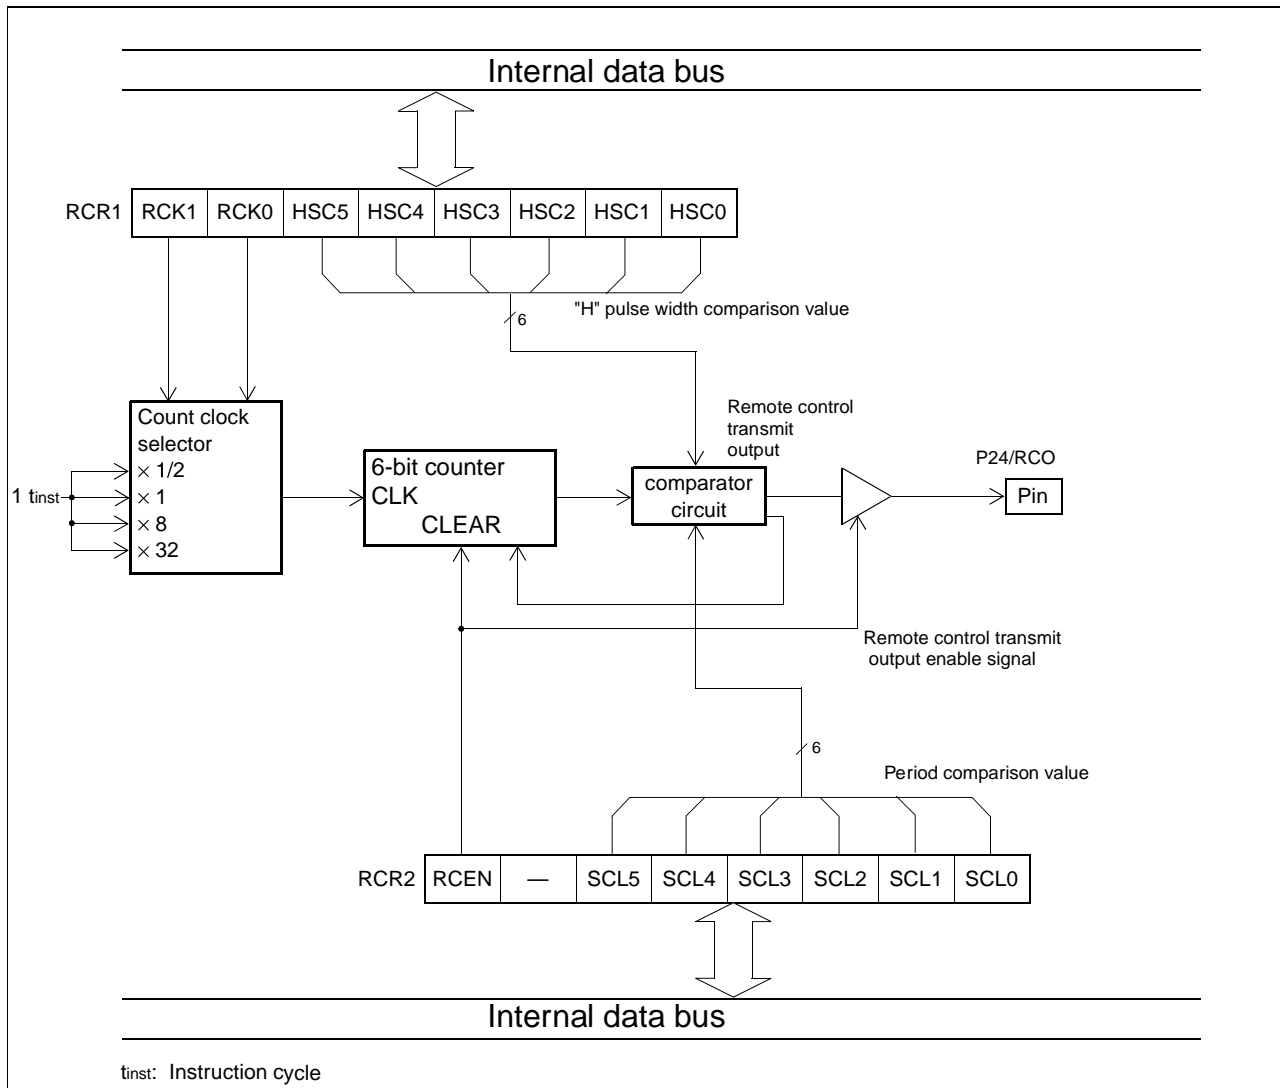 Internal data bus
RCR1 RCK1 RCK0 HSC5 HSC4 HSC3 HSC2 HSC1 HSC0
"H" pulse width comparison value
6
Count clock
selector
× 1/2
× 1
× 8
× 32
1 tinst
6-bit counter
CLK
CLEAR
Remote control
transmit
output
comparator
circuit
P24/RCO
Pin
Remote control transmit
output enable signal
6
Period comparison value
RCR2 RCEN — SCL5 SCL4 SCL3 SCL2 SCL1 SCL0
Internal data bus
tinst: Instruction cycle